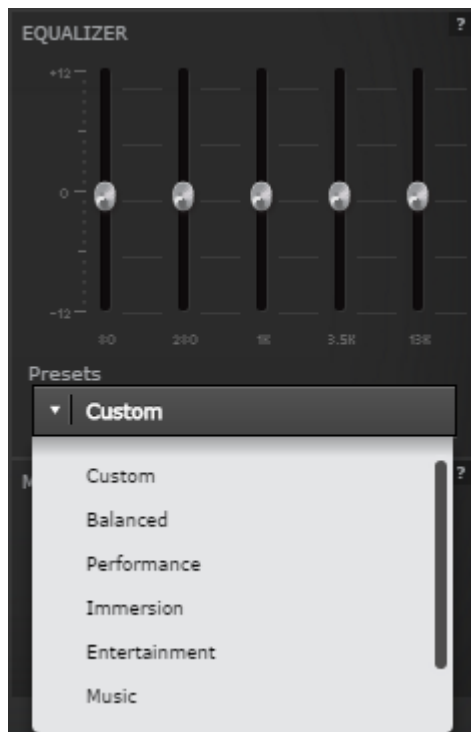 EQUALIZER ?
+12
0
-12
80 280 1K 3.5K 13K
Presets
Custom
M ?
Custom
Balanced
Performance
Immersion
Entertainment
Music